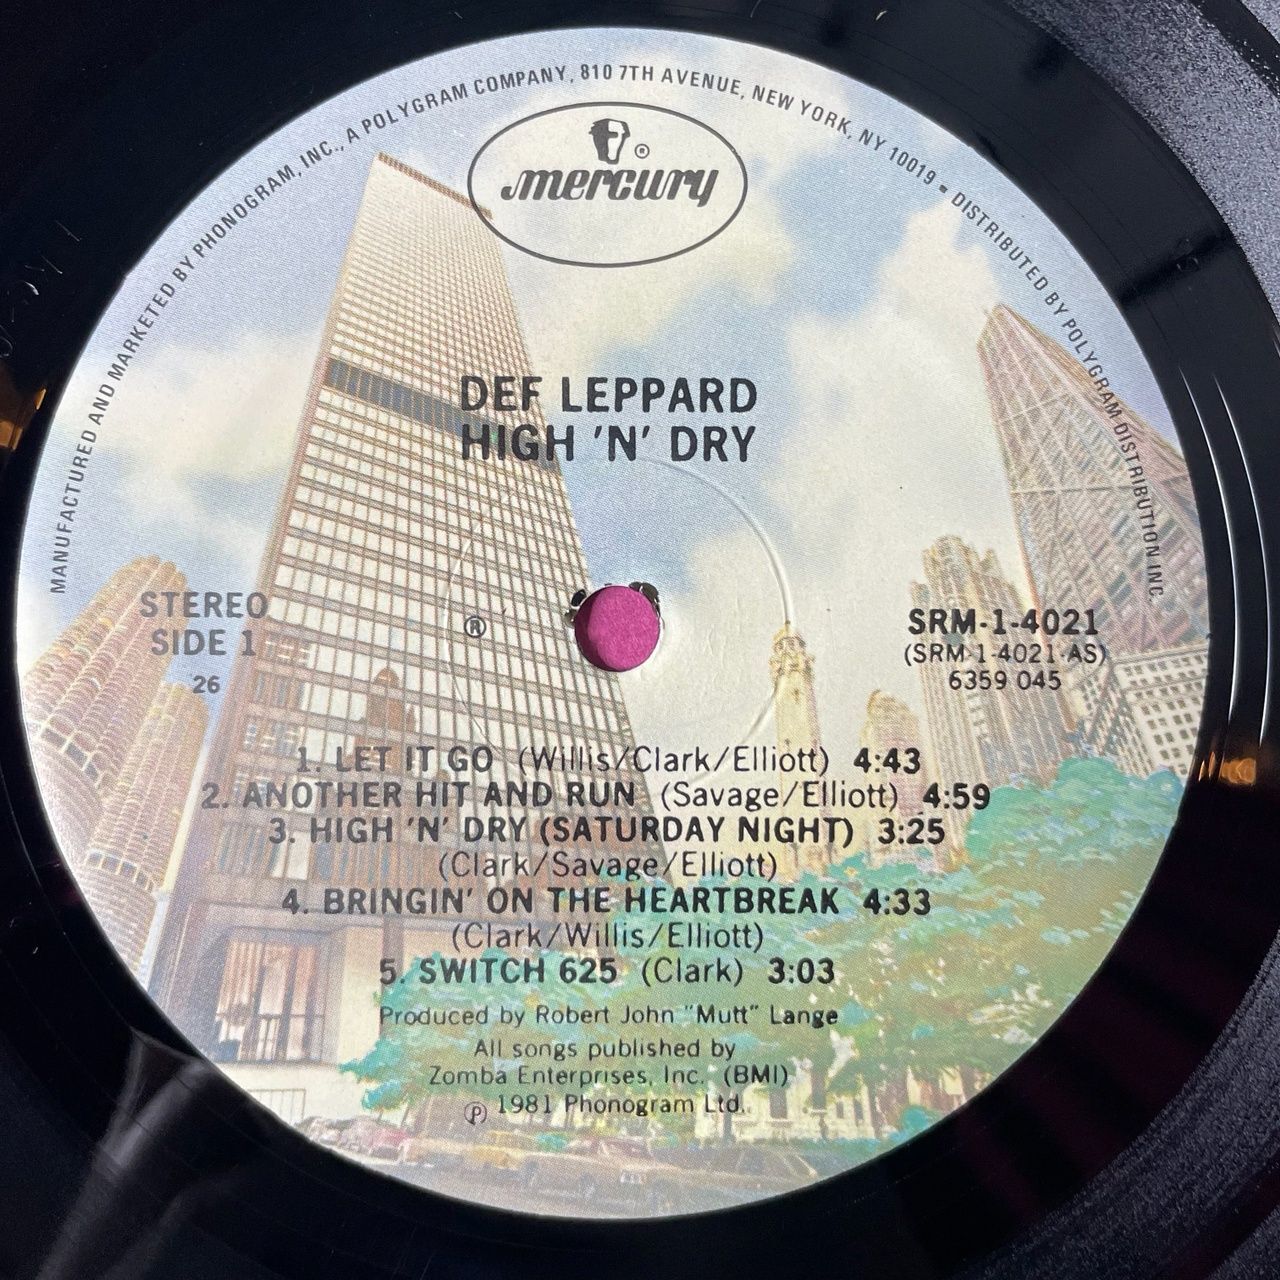 MANUFACTURED AND MARKETED BY PHONOGRAM, INC., A POLYGRAM COMPANY, 810 7TH AVENUE, NEW YORK, NY 10019 ▪ DISTRIBUTED BY POLYGRAM DISTRIBUTION INC.
®
mercury
DEF LEPPARD
HIGH 'N' DRY
STEREO
SIDE 1
26
®
SRM-1-4021
(SRM-1-4021-AS)
6359 045
1. LET IT GO (Willis/Clark/Elliott) 4:43
2. ANOTHER HIT AND RUN (Savage/Elliott) 4:59
3. HIGH 'N' DRY (SATURDAY NIGHT) 3:25
(Clark/Savage/Elliott)
4. BRINGIN' ON THE HEARTBREAK 4:33
(Clark/Willis/Elliott)
5. SWITCH 625 (Clark) 3:03
Produced by Robert John "Mutt" Lange
All songs published by
Zomba Enterprises, Inc. (BMI)
℗ 1981 Phonogram Ltd.